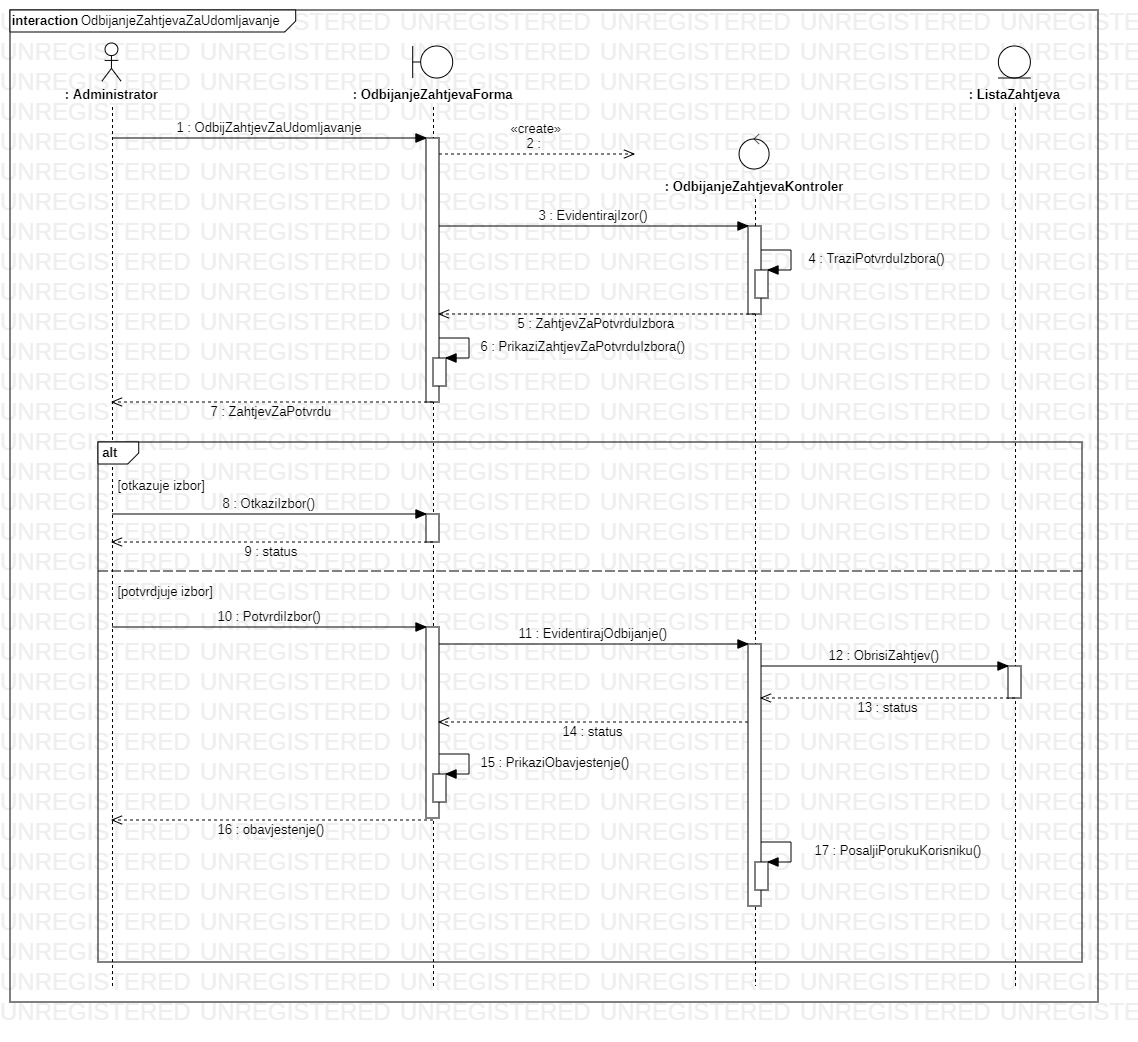 interaction OdbijanjeZahtjevaZaUdomljavanje
: Administrator
: OdbijanjeZahtjevaForma
: ListaZahtjeva
1 : OdbijZahtjevZaUdomljavanje
«create»
2 :
: OdbijanjeZahtjevaKontroler
3 : EvidentirajIzor()
4 : TraziPotvrduIzbora()
5 : ZahtjevZaPotvrduIzbora
6 : PrikaziZahtjevZaPotvrduIzbora()
7 : ZahtjevZaPotvrdu
alt
[otkazuje izbor]
8 : OtkaziIzbor()
9 : status
[potvrdjuje izbor]
10 : PotvrdiIzbor()
11 : EvidentirajOdbijanje()
12 : ObrisiZahtjev()
13 : status
14 : status
15 : PrikaziObavjestenje()
16 : obavjestenje()
17 : PosaljiPorukuKorisniku()
UNREGISTERED UNREGISTERED UNREGISTERED UNREGISTERED UNREGISTERED